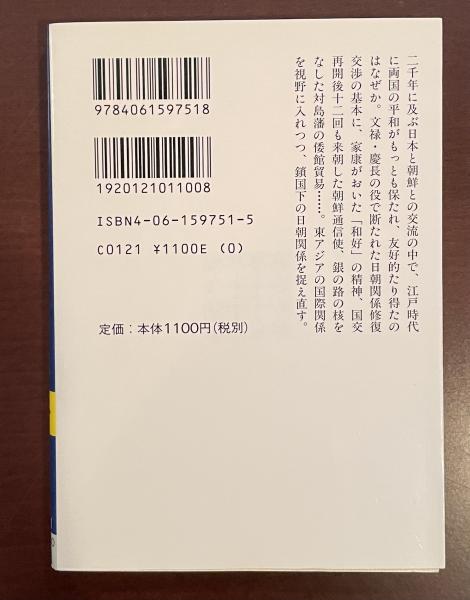 二千年に及ぶ日本と朝鮮との交流の中で、江戸時代
に両国の平和がもっとも保たれ、友好的たり得たの
はなぜか。文禄・慶長の役で断たれた日朝関係修復
交渉の基本に、家康がおいた「和好」の精神、国交
再開後十二回も来朝した朝鮮通信使、銀の路の核を
なした対島藩の倭館貿易……。東アジアの国際関係
を視野に入れつつ、鎖国下の日朝関係を捉え直す。
9784061597518
1920121011008
ISBN4-06-159751-5
C0121 ¥1100E (0)
定価:本体1100円(税別)